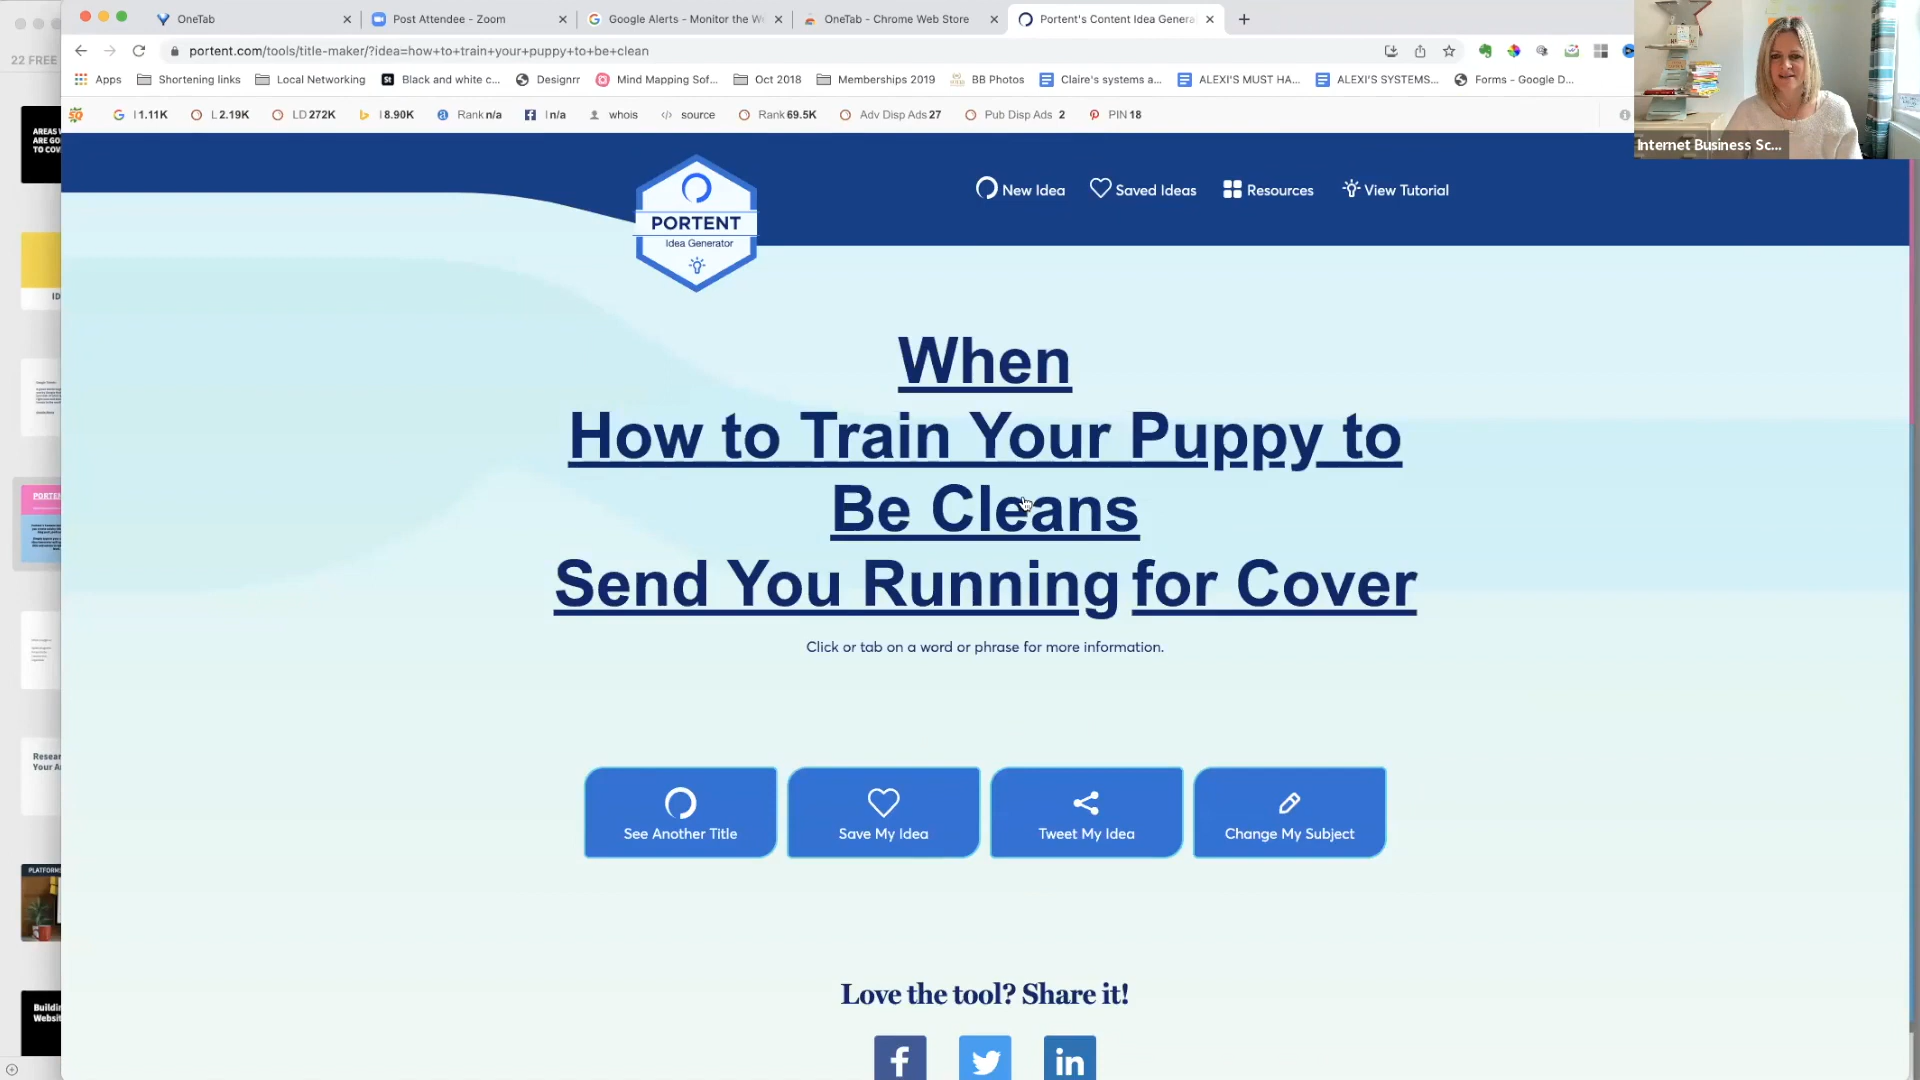 22 FREE
OneTab
Post Attendee - Zoom
Google Alerts - Monitor the We
OneTab - Chrome Web Store
Portent's Content Idea Genera
portent.com/tools/title-maker/?idea=how+to+train+your+puppy+to+be+clean
Apps
Shortening links
Local Networking
Black and white c...
Designrr
Mind Mapping Sof...
Oct 2018
Memberships 2019
BB Photos
Claire's systems a...
ALEXI'S MUST HA...
ALEXI'S SYSTEMS...
Forms - Google D...
I 1.11K
L 2.19K
LD 272K
I 8.90K
Rank n/a
I n/a
whois
source
Rank 69.5K
Adv Disp Ads 27
Pub Disp Ads 2
PIN 18
Internet Business Sc...
PORTENT
Idea Generator
New Idea
Saved Ideas
Resources
View Tutorial
When
How to Train Your Puppy to
Be Cleans
Send You Running for Cover
Click or tab on a word or phrase for more information.
See Another Title
Save My Idea
Tweet My Idea
Change My Subject
Love the tool? Share it!